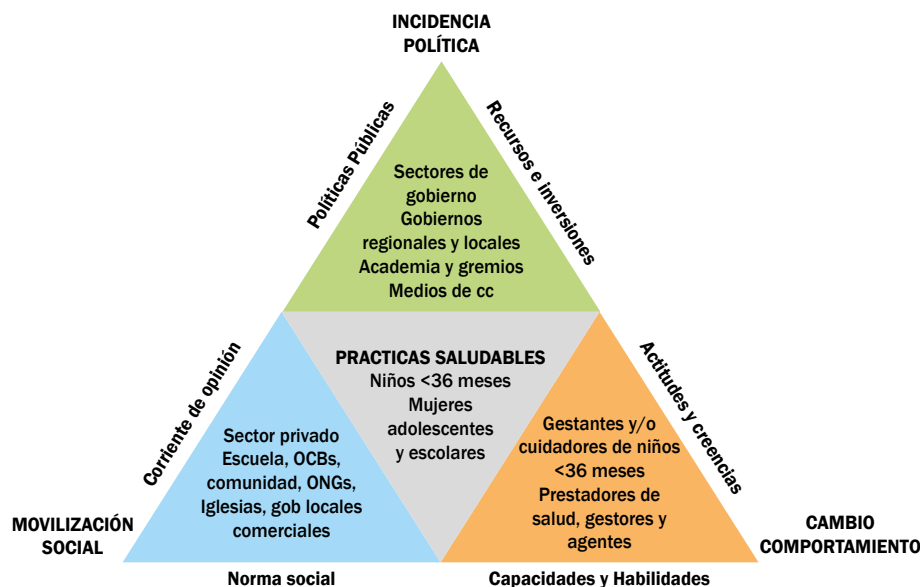 INCIDENCIA
POLÍTICA
Políticas Públicas
Recursos e inversiones
Sectores de
gobierno
Gobiernos
regionales y locales
Academia y gremios
Medios de cc
Corriente de opinión
Actitudes y creencias
PRACTICAS SALUDABLES
Niños <36 meses
Mujeres
adolescentes
y escolares
Sector privado
Escuela, OCBs,
comunidad, ONGs,
Iglesias, gob locales
comerciales
Gestantes y/o
cuidadores de niños
<36 meses
Prestadores de
salud, gestores y
agentes
MOVILIZACIÓN
SOCIAL
CAMBIO
COMPORTAMIENTO
Norma social
Capacidades y Habilidades